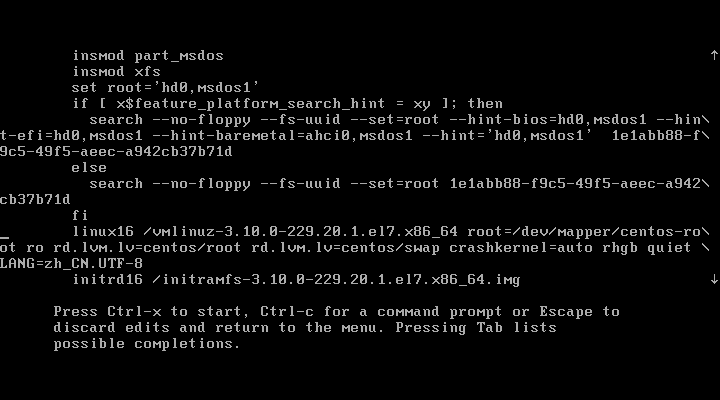 insmod part_msdos ↑
insmod xfs
set root='hd0,msdos1'
if [ x$feature_platform_search_hint = xy ]; then
search --no-floppy --fs-uuid --set=root --hint-bios=hd0,msdos1 --hin\
t-efi=hd0,msdos1 --hint-baremetal=ahci0,msdos1 --hint='hd0,msdos1'  1e1abb88-f\
9c5-49f5-aeec-a942cb37b71d
else
search --no-floppy --fs-uuid --set=root 1e1abb88-f9c5-49f5-aeec-a942\
cb37b71d
fi
linux16 /vmlinuz-3.10.0-229.20.1.el7.x86_64 root=/dev/mapper/centos-ro\
ot ro rd.lvm.lv=centos/root rd.lvm.lv=centos/swap crashkernel=auto rhgb quiet \
LANG=zh_CN.UTF-8
initrd16 /initramfs-3.10.0-229.20.1.el7.x86_64.img ↓
Press Ctrl-x to start, Ctrl-c for a command prompt or Escape to
discard edits and return to the menu. Pressing Tab lists
possible completions.